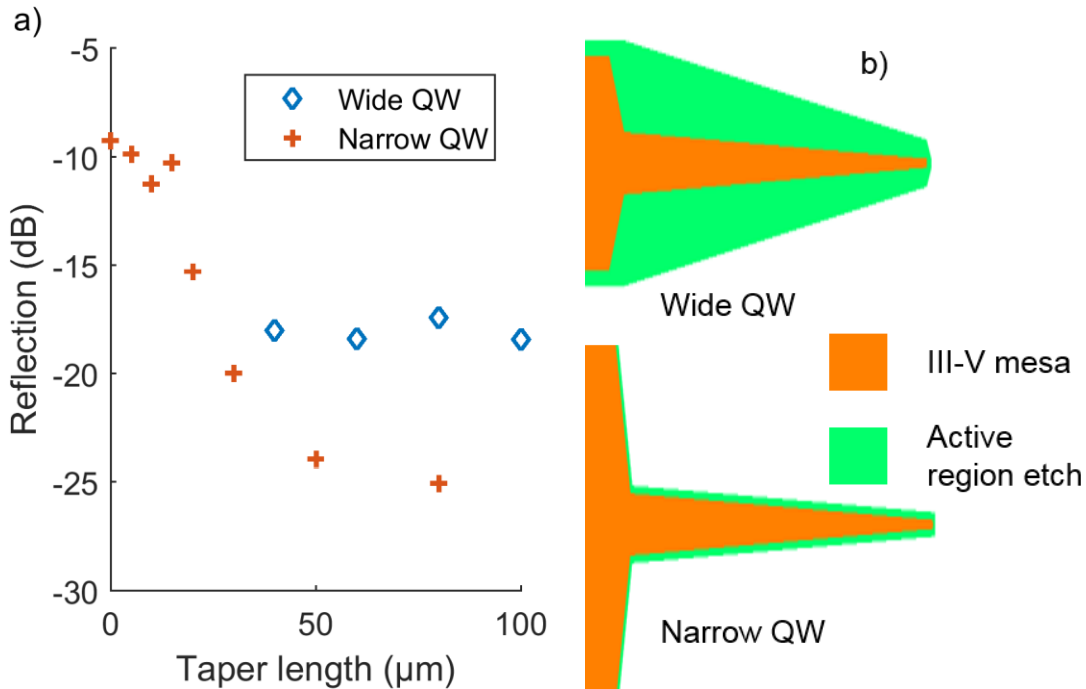 a)
-5
-10
-15
-20
-25
-30
0
50
100
Reflection (dB)
Taper length (μm)
Wide QW
Narrow QW
b)
Wide QW
III-V mesa
Active
region etch
Narrow QW